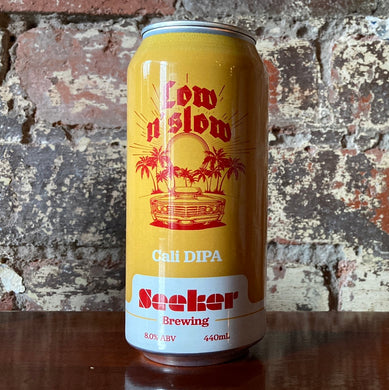 Low
n' slow
Cali DIPA
Seeker
Brewing
8.0% ABV 440mL